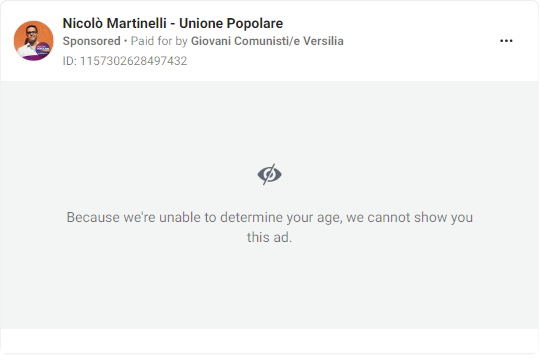 Nicolò Martinelli - Unione Popolare
Sponsored • Paid for by Giovani Comunisti/e Versilia
ID: 1157302628497432
Because we're unable to determine your age, we cannot show you
this ad.